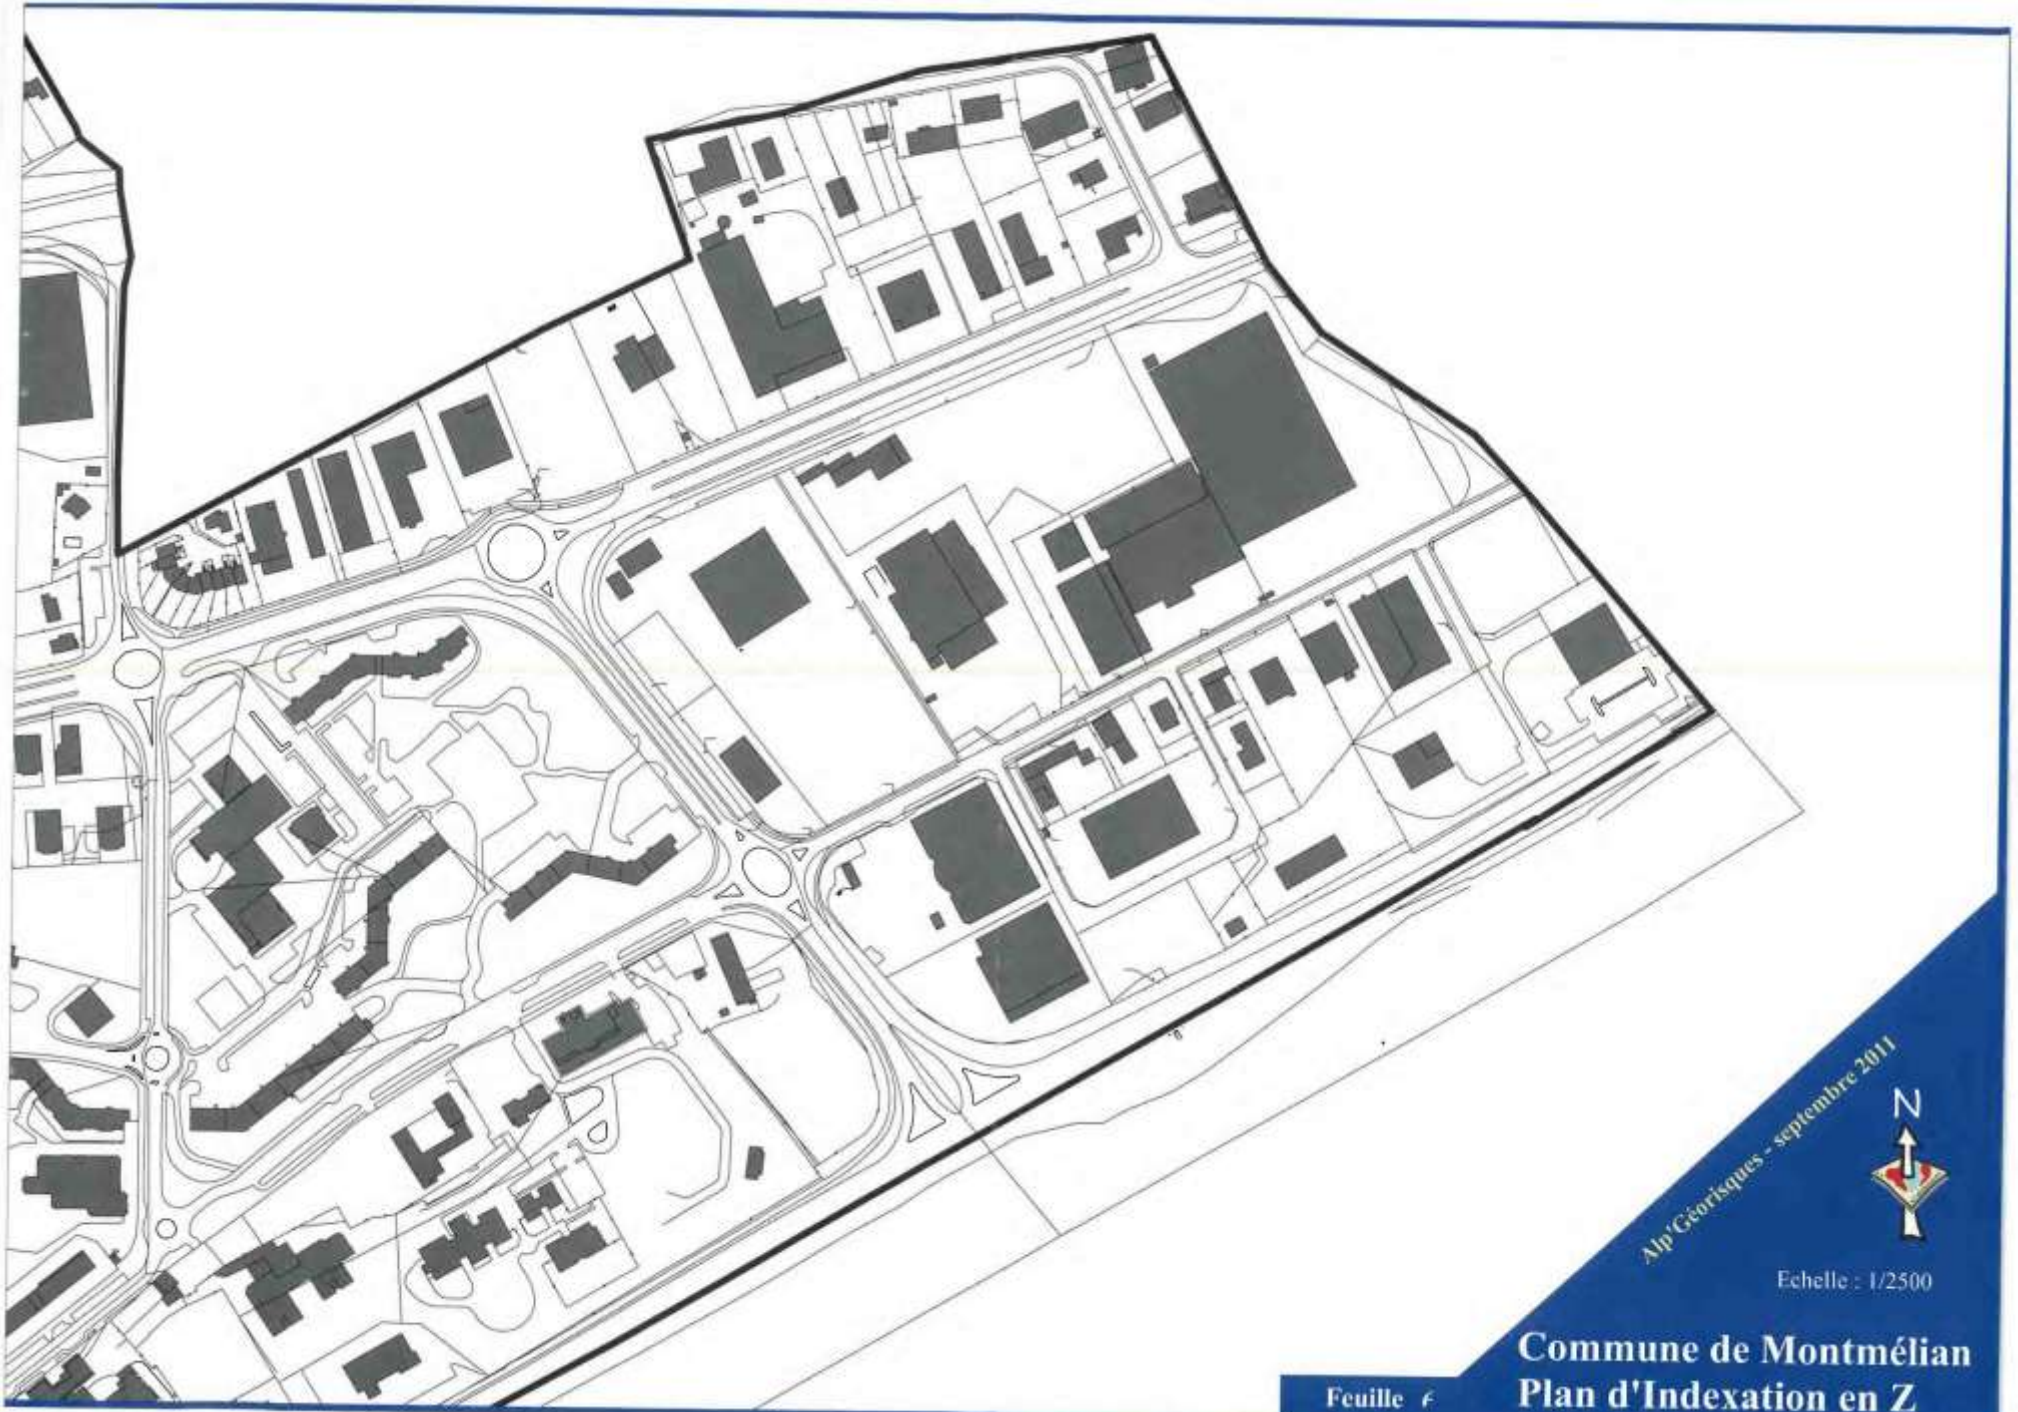 Alp'Géorisques - septembre 2011
N
Echelle : 1/2500
Commune de Montmélian
Plan d'Indexation en Z
Feuille